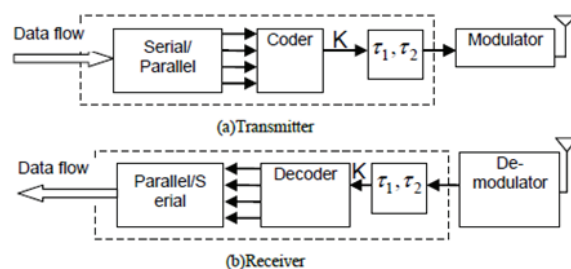 Data flow
Serial/
Parallel
Coder
K
τ₁, τ₂
Modulator
(a)Transmitter
Data flow
Parallel/S
erial
Decoder
K
τ₁, τ₂
De-
modulator
(b)Receiver